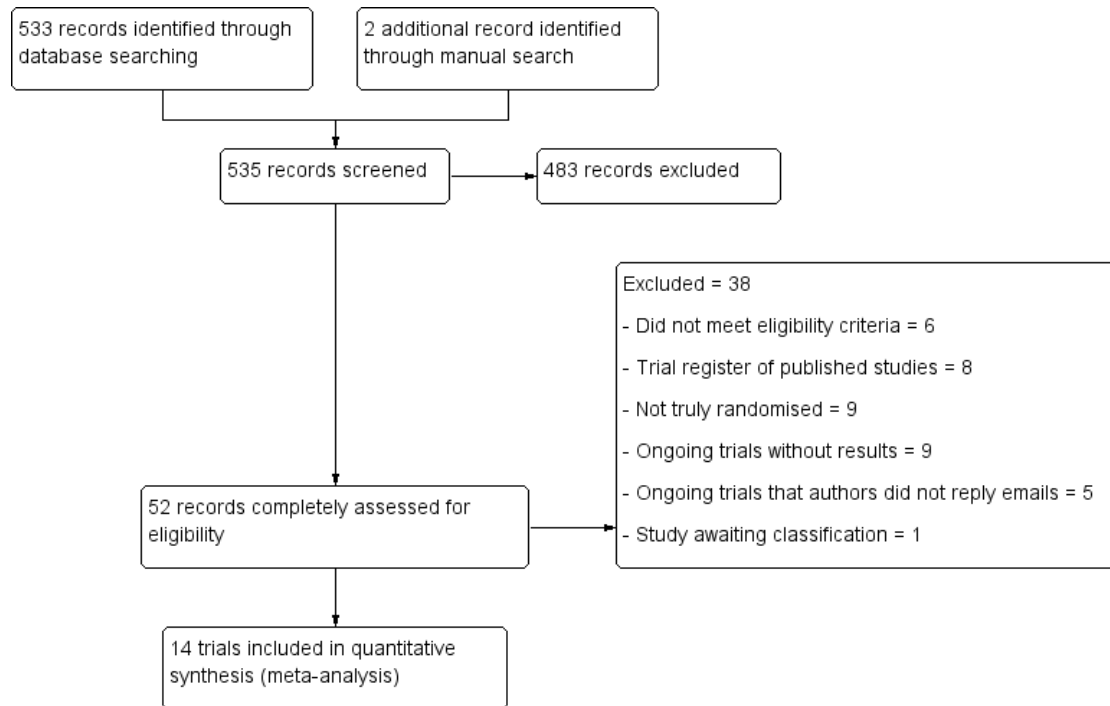 533 records identified through
database searching
2 additional record identified
through manual search
535 records screened
483 records excluded
Excluded = 38
- Did not meet eligibility criteria = 6
- Trial register of published studies = 8
- Not truly randomised = 9
- Ongoing trials without results = 9
- Ongoing trials that authors did not reply emails = 5
- Study awaiting classification = 1
52 records completely assessed for
eligibility
14 trials included in quantitative
synthesis (meta-analysis)